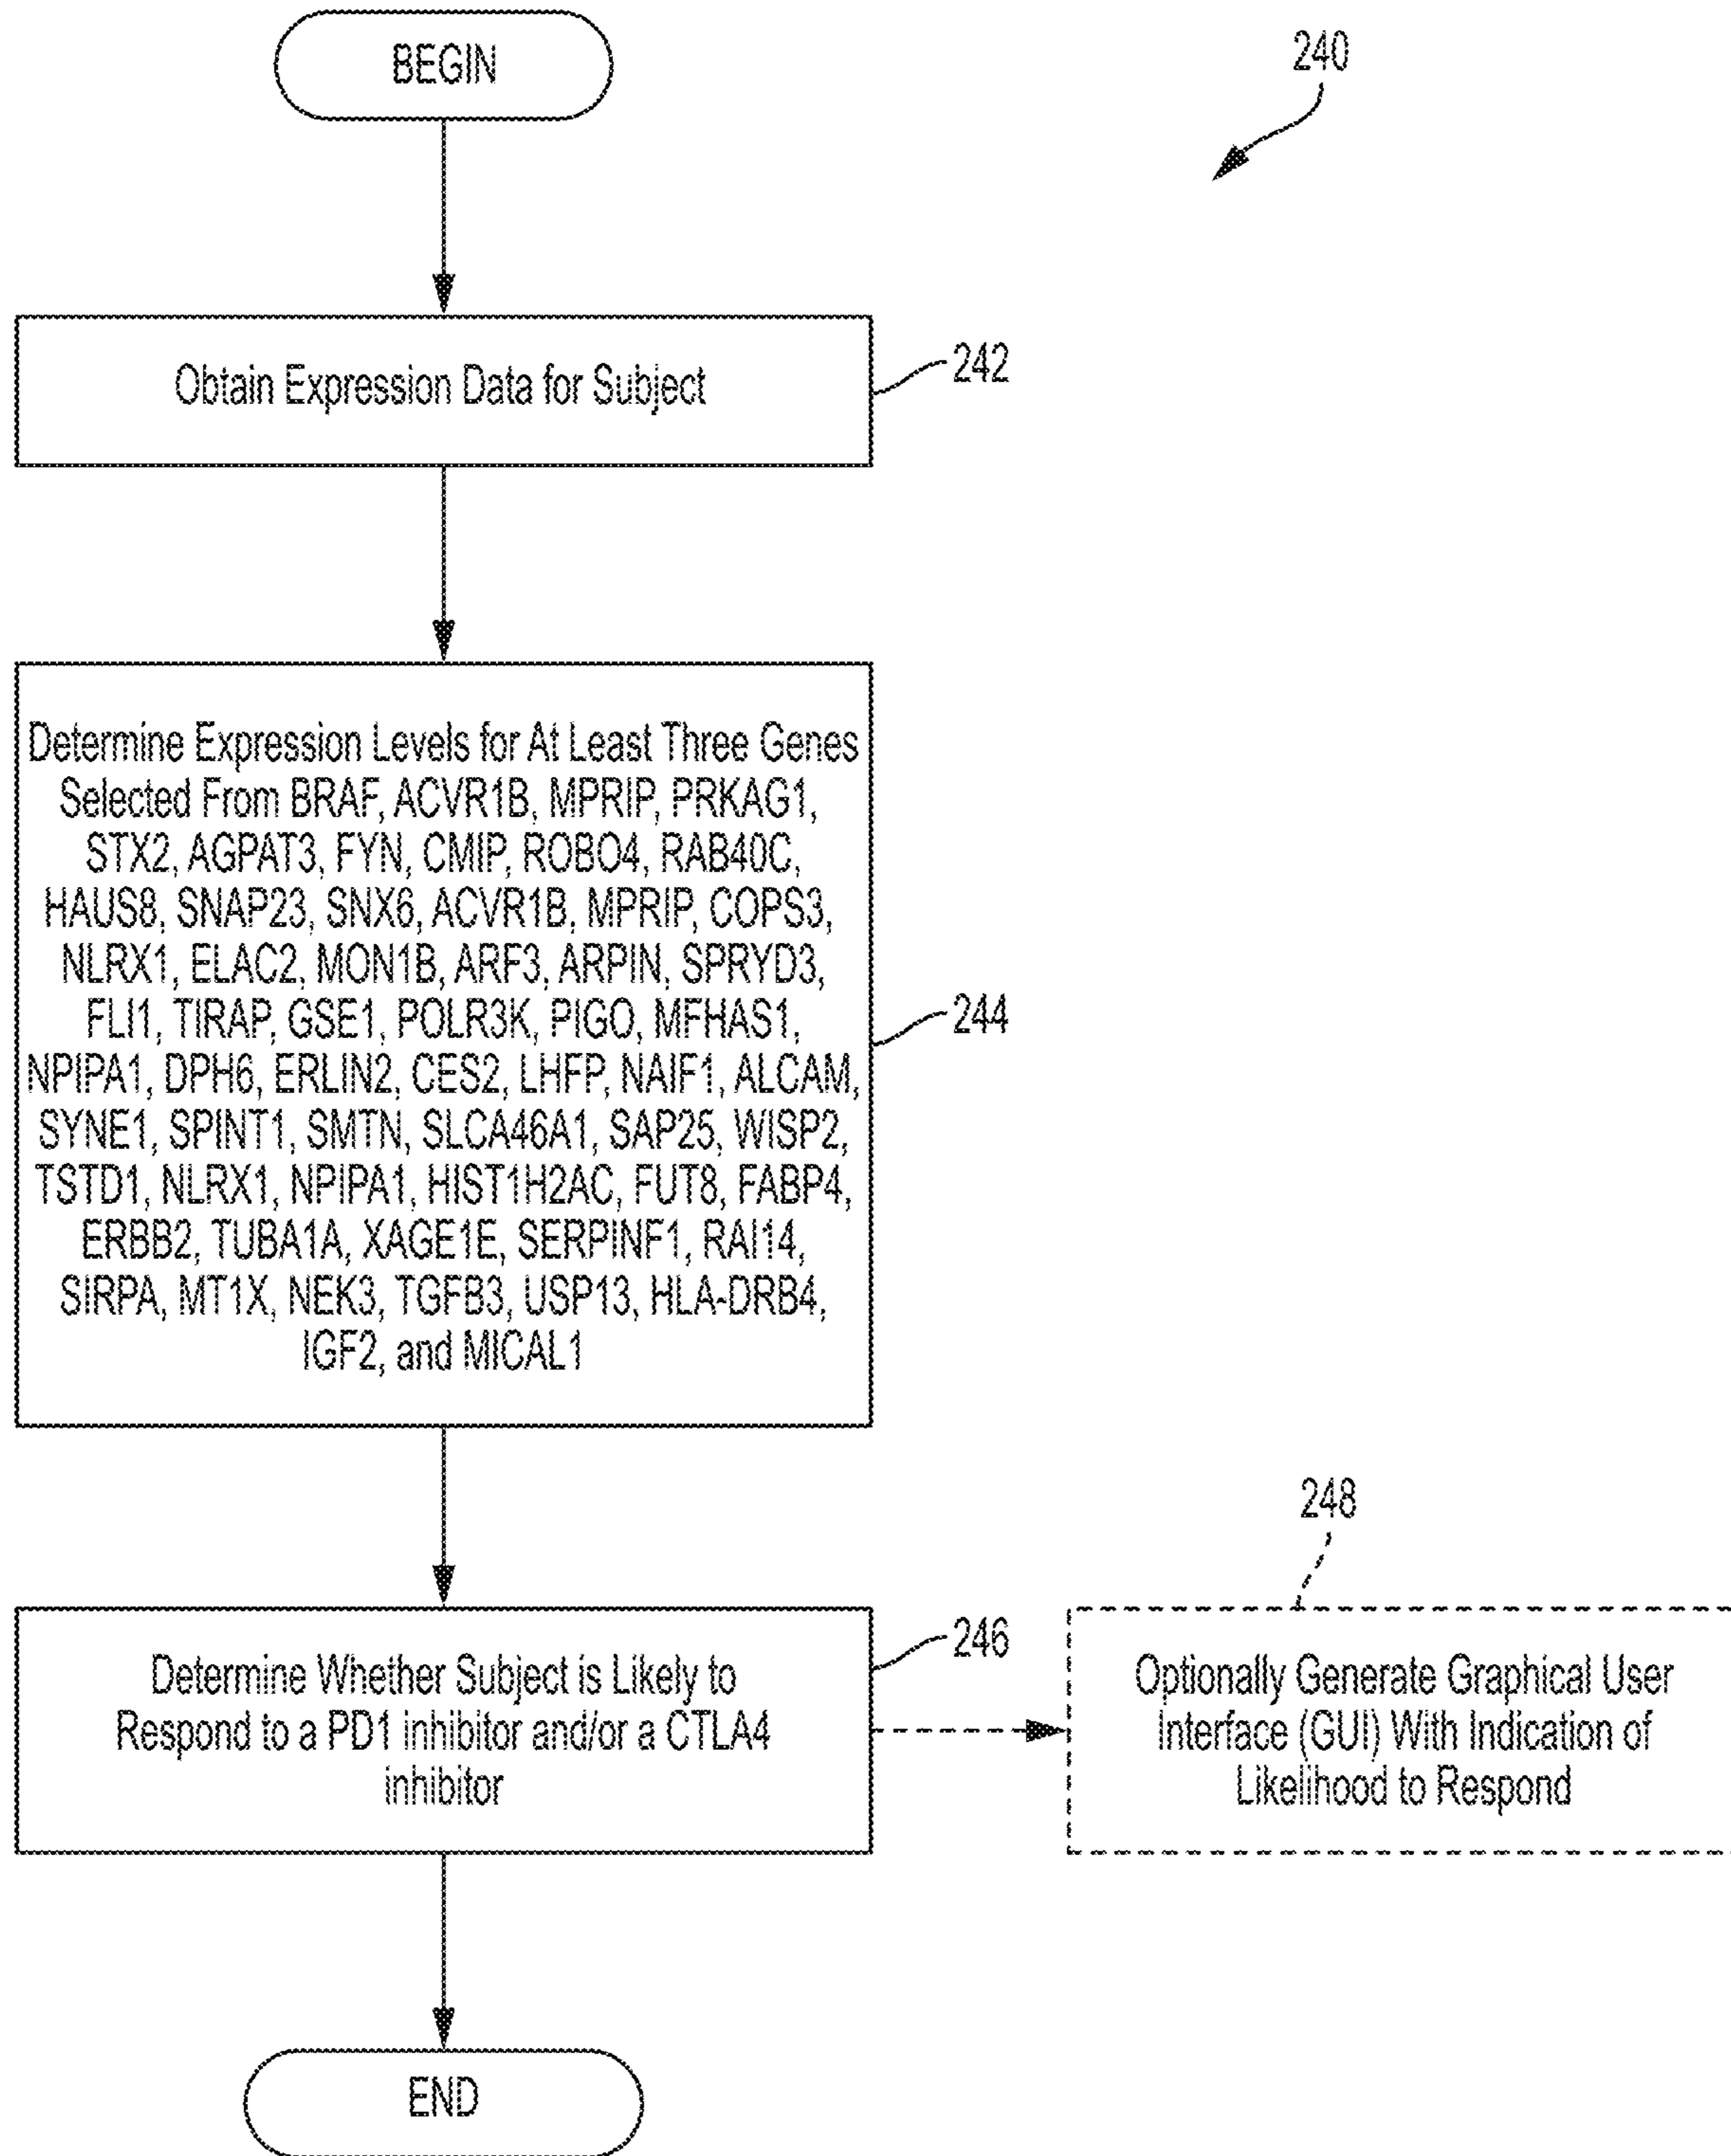 BEGIN
240
Obtain Expression Data for Subject
242
Determine Expression Levels for At Least Three Genes
Selected From BRAF, ACVR1B, MPRIP, PRKAG1,
STX2, AGPAT3, FYN, CMIP, ROBO4, RAB40C,
HAUS8, SNAP23, SNX6, ACVR1B, MPRIP, COPS3,
NLRX1, ELAC2, MON1B, ARF3, ARPIN, SPRYD3,
FLI1, TIRAP, GSE1, POLR3K, PIGO, MFHAS1,
NPIPA1, DPH6, ERLIN2, CES2, LHFP, NAIF1, ALCAM,
SYNE1, SPINT1, SMTN, SLCA46A1, SAP25, WISP2,
TSTD1, NLRX1, NPIPA1, HIST1H2AC, FUT8, FABP4,
ERBB2, TUBA1A, XAGE1E, SERPINF1, RAI14,
SIRPA, MT1X, NEK3, TGFB3, USP13, HLA-DRB4,
IGF2, and MICAL1
244
Determine Whether Subject is Likely to
Respond to a PD1 inhibitor and/or a CTLA4
inhibitor
246
248
Optionally Generate Graphical User
Interface (GUI) With Indication of
Likelihood to Respond
END